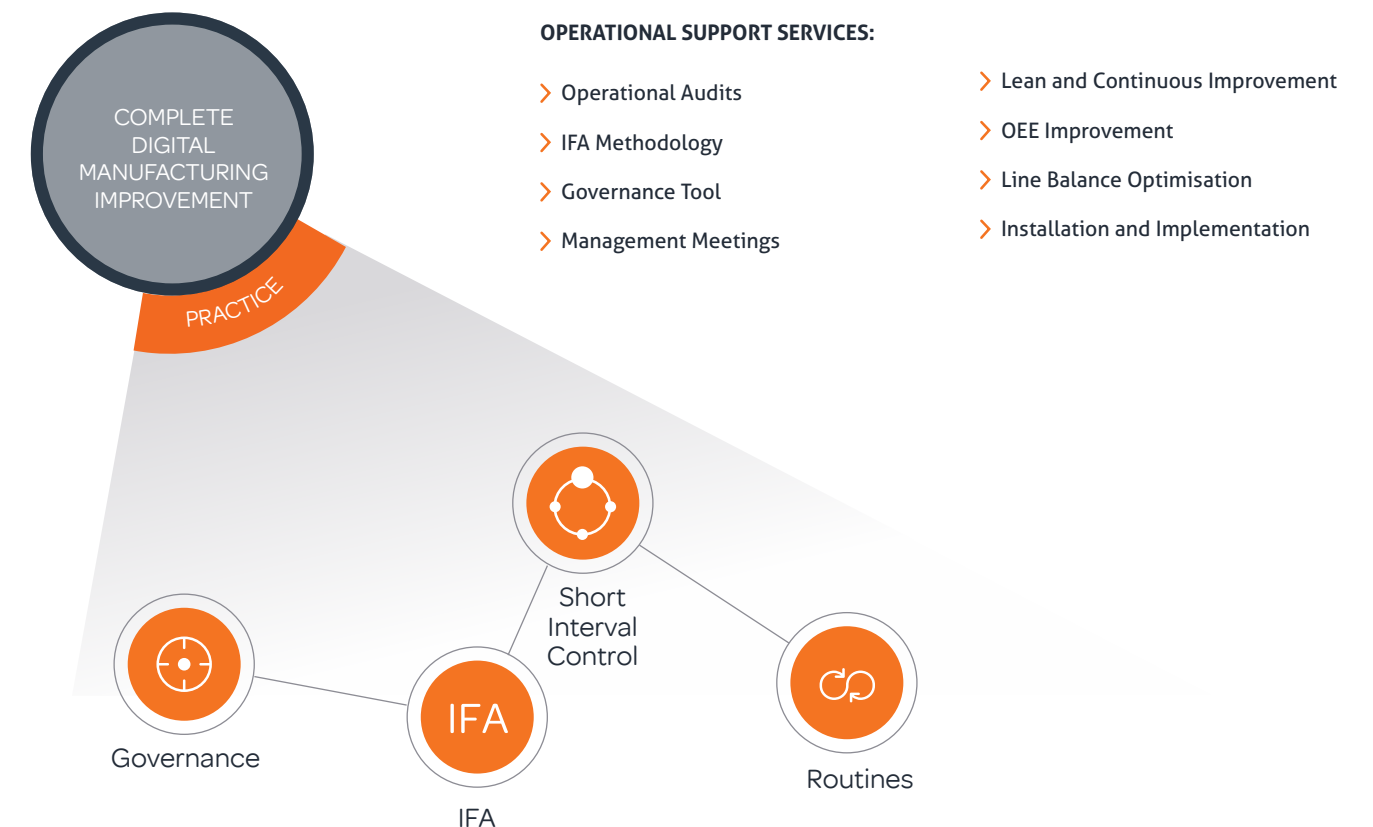 COMPLETE
DIGITAL
MANUFACTURING
IMPROVEMENT
PRACTICE
OPERATIONAL SUPPORT SERVICES:
Operational Audits
IFA Methodology
Governance Tool
Management Meetings
Lean and Continuous Improvement
OEE Improvement
Line Balance Optimisation
Installation and Implementation
Governance
IFA
IFA
Short
Interval
Control
Routines